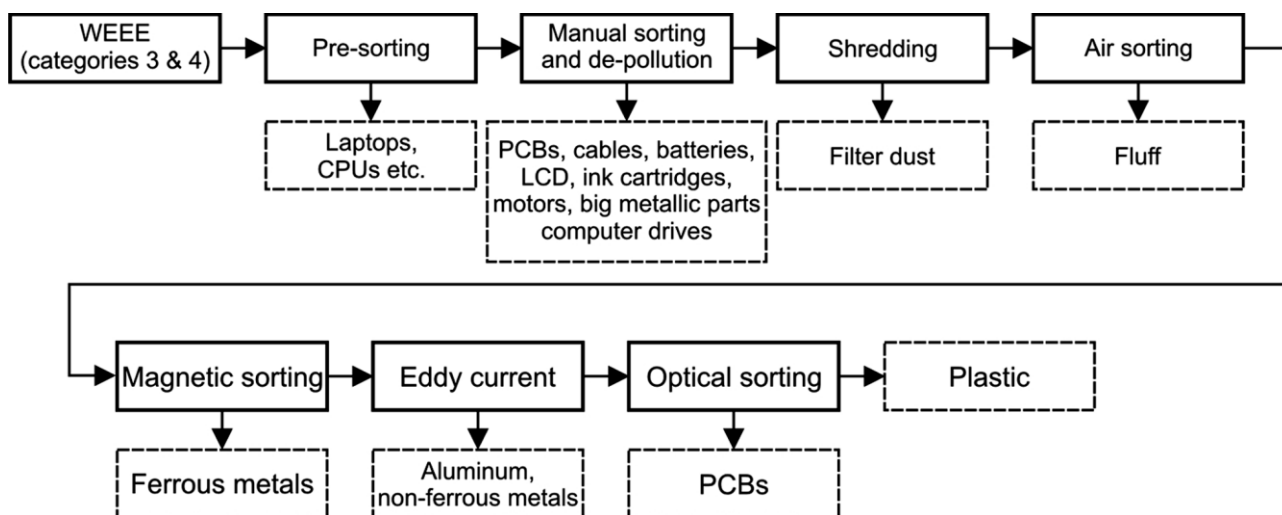 WEEE
(categories 3 & 4)
Pre-sorting
Manual sorting
and de-pollution
Shredding
Air sorting
Laptops,
CPUs etc.
PCBs, cables, batteries,
LCD, ink cartridges,
motors, big metallic parts
computer drives
Filter dust
Fluff
Magnetic sorting
Eddy current
Optical sorting
Plastic
Ferrous metals
Aluminum,
non-ferrous metals
PCBs